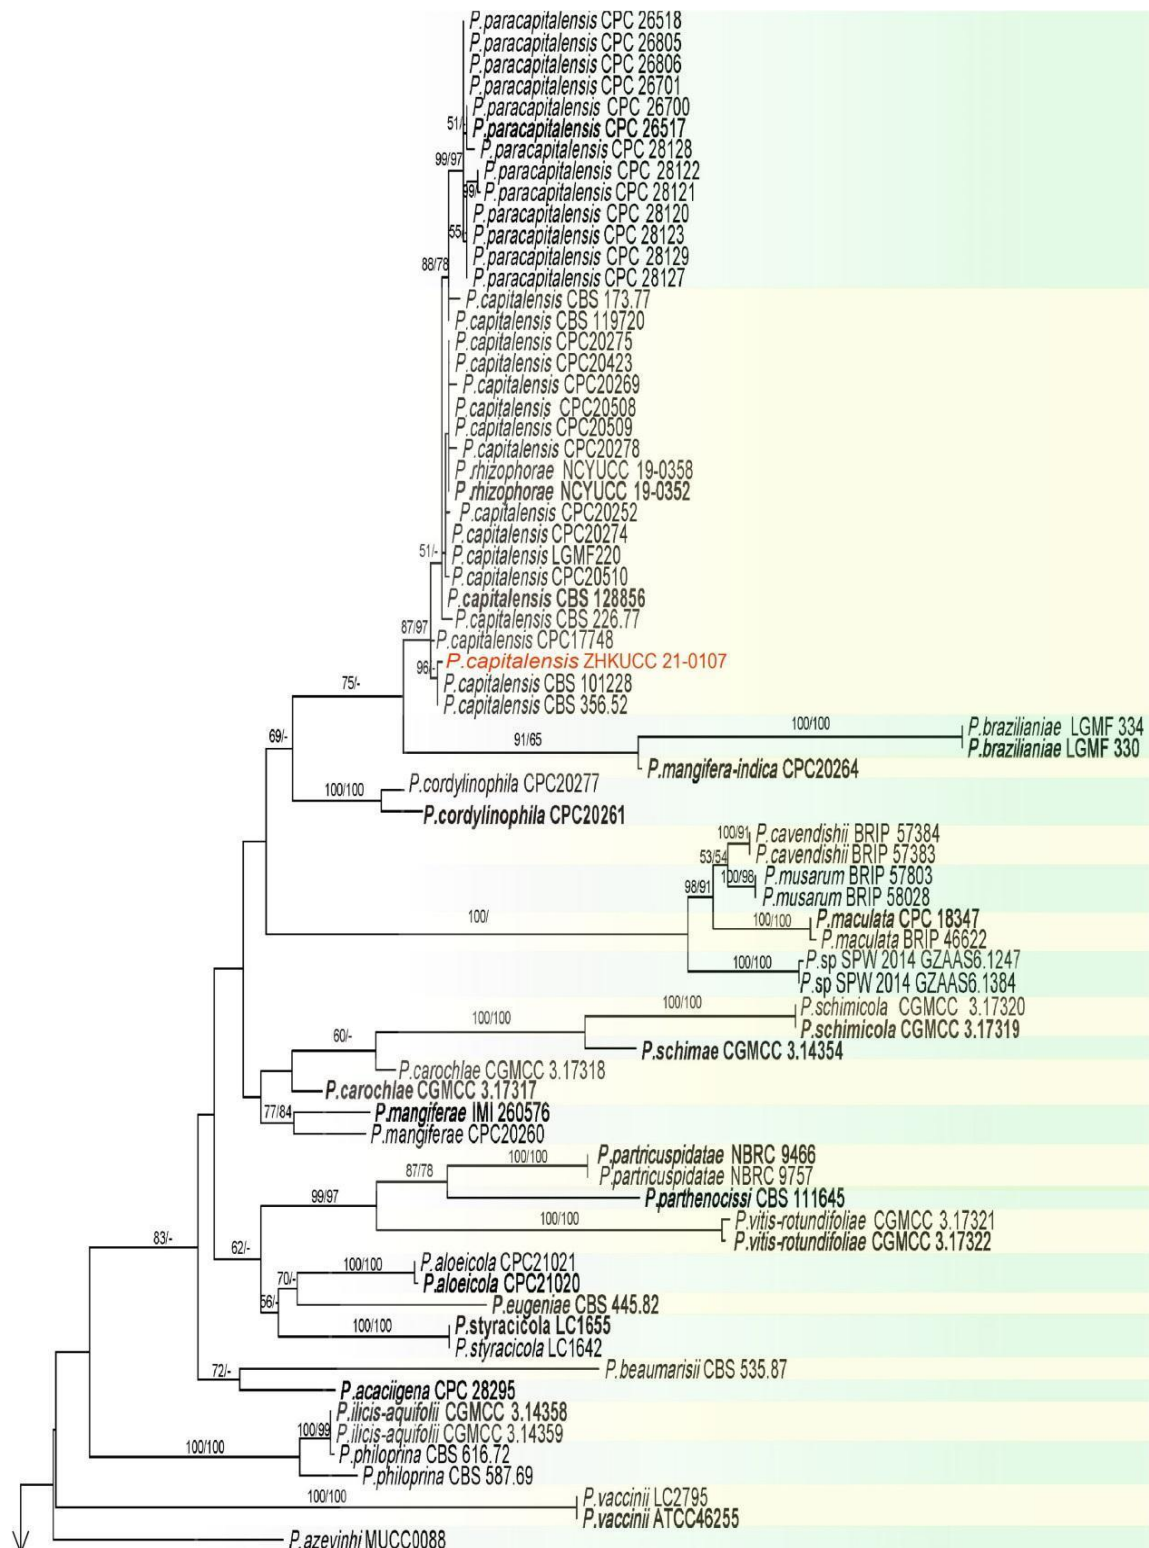 P.paracapitalensis CPC 26518
P.paracapitalensis CPC 26805
P.paracapitalensis CPC 26806
P.paracapitalensis CPC 26701
P.paracapitalensis CPC 26700
51/-
P.paracapitalensis CPC 26517
P.paracapitalensis CPC 28128
99/97
P.paracapitalensis CPC 28122
99/-
P.paracapitalensis CPC 28121
P.paracapitalensis CPC 28120
55
P.paracapitalensis CPC 28123
P.paracapitalensis CPC 28129
88/78
P.paracapitalensis CPC 28127
P.capitalensis CBS 173.77
P.capitalensis CBS 119720
P.capitalensis CPC20275
P.capitalensis CPC20423
P.capitalensis CPC20269
P.capitalensis CPC20508
P.capitalensis CPC20509
P.capitalensis CPC20278
P.rhizophorae NCYUCC 19-0358
P.rhizophorae NCYUCC 19-0352
P.capitalensis CPC20252
P.capitalensis CPC20274
51/-
P.capitalensis LGMF220
P.capitalensis CPC20510
P.capitalensis CBS 128856
P.capitalensis CBS 226.77
87/97
P.capitalensis CPC17748
P.capitalensis ZHKUCC 21-0107
96/-
P.capitalensis CBS 101228
75/-
P.capitalensis CBS 356.52
100/100
P.brazilianiae LGMF 334
69/-
91/65
P.brazilianiae LGMF 330
P.mangifera-indica CPC20264
100/100
P.cordylinophila CPC20277
P.cordylinophila CPC20261
100/91
P.cavendishii BRIP 57384
53/54
P.cavendishii BRIP 57383
100/98
P.musarum BRIP 57803
98/91
P.musarum BRIP 58028
100/
100/100
P.maculata CPC 18347
P.maculata BRIP 46622
100/100
P.sp SPW 2014 GZAAS6.1247
P.sp SPW 2014 GZAAS6.1384
100/100
P.schimicola CGMCC 3.17320
100/100
P.schimicola CGMCC 3.17319
60/-
P.schimae CGMCC 3.14354
P.carochlae CGMCC 3.17318
P.carochlae CGMCC 3.17317
77/84
P.mangiferae IMI 260576
P.mangiferae CPC20260
100/100
P.partricuspidatae NBRC 9466
87/78
P.partricuspidatae NBRC 9757
99/97
P.parthenocissi CBS 111645
100/100
P.vitis-rotundifoliae CGMCC 3.17321
83/-
62/-
P.vitis-rotundifoliae CGMCC 3.17322
100/100
P.aloeicola CPC21021
70/-
P.aloeicola CPC21020
56/-
P.eugeniae CBS 445.82
100/100
P.styracicola LC1655
P.styracicola LC1642
72/-
P.beaumarisii CBS 535.87
P.acaciigena CPC 28295
P.ilicis-aquifolii CGMCC 3.14358
100/99
P.ilicis-aquifolii CGMCC 3.14359
100/100
P.philoprina CBS 616.72
P.philoprina CBS 587.69
100/100
P.vaccinii LC2795
P.vaccinii ATCC46255
P.azevinhi MUCC0088